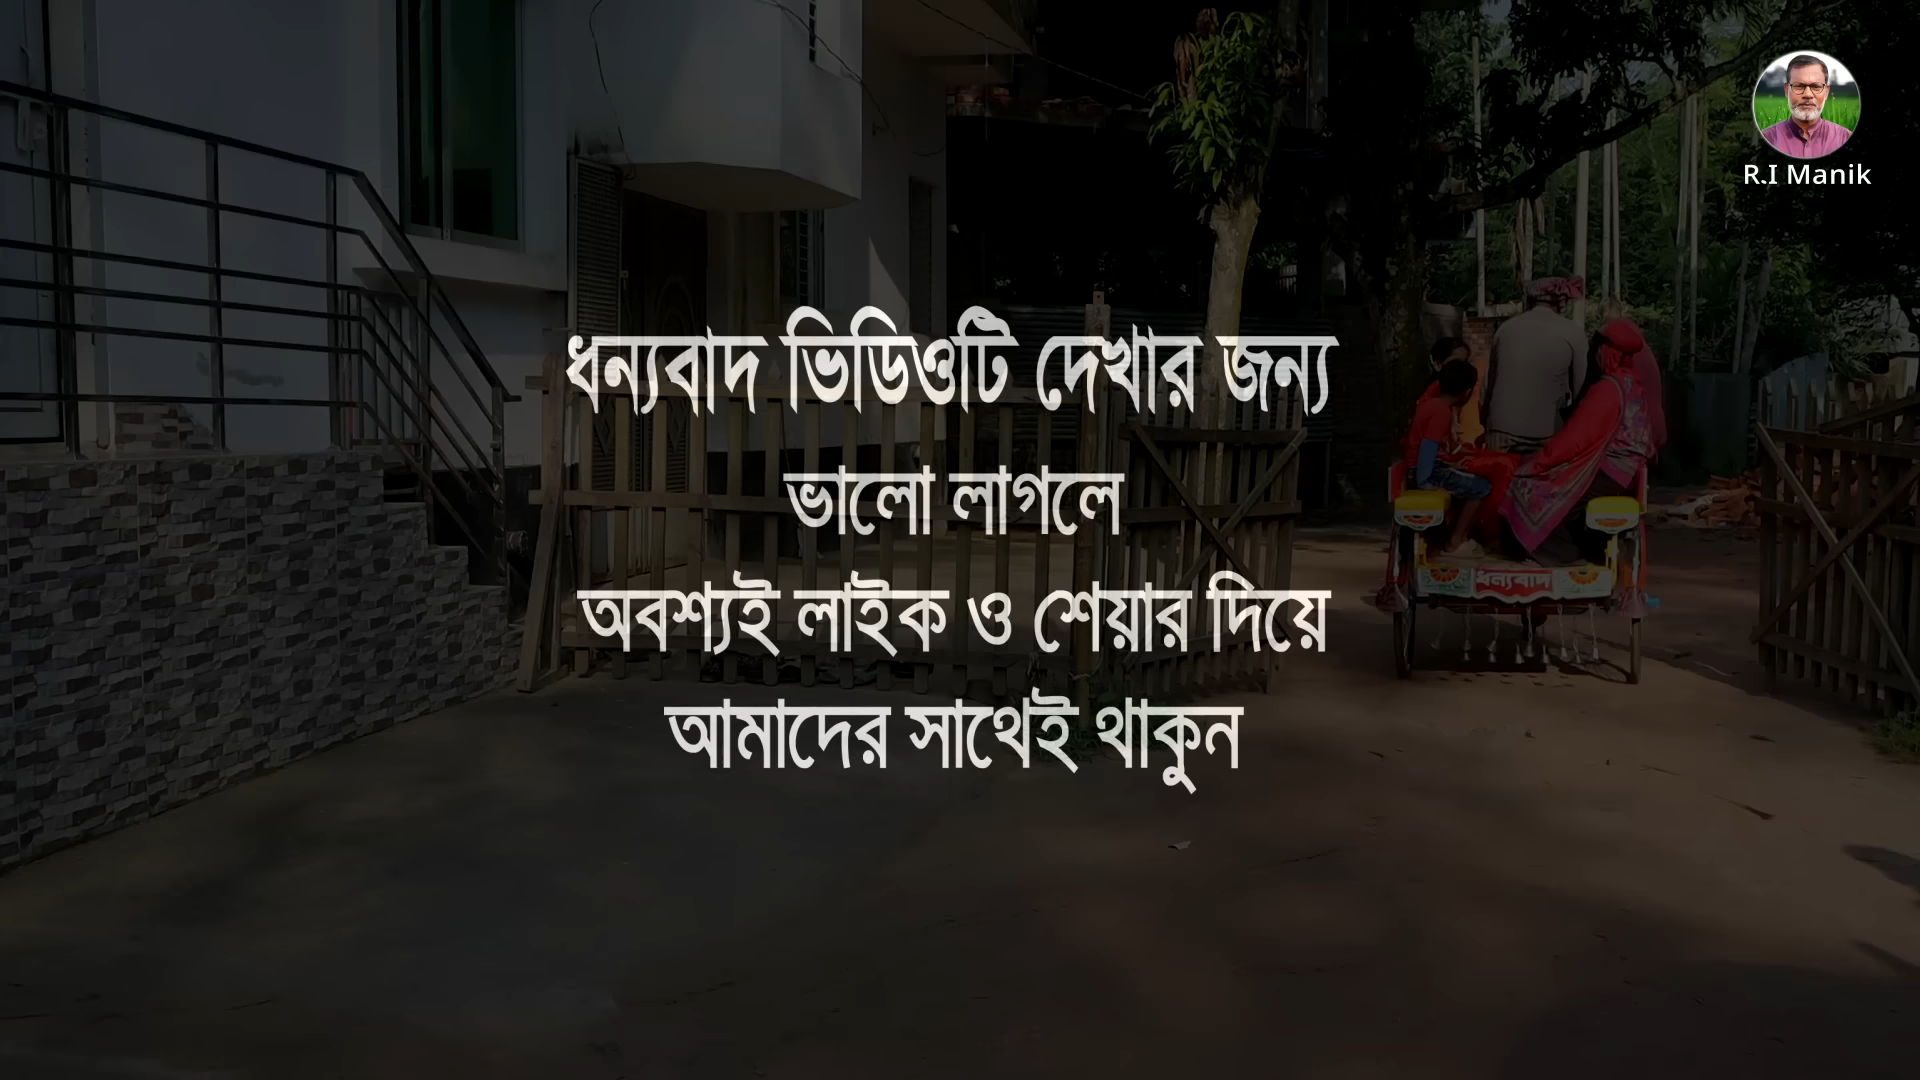 R.I Manik
ধন্যবাদ ভিডিওটি দেখার জন্য
ভালো লাগলে
অবশ্যই লাইক ও শেয়ার দিয়ে
আমাদের সাথেই থাকুন
ধন্যবাদ